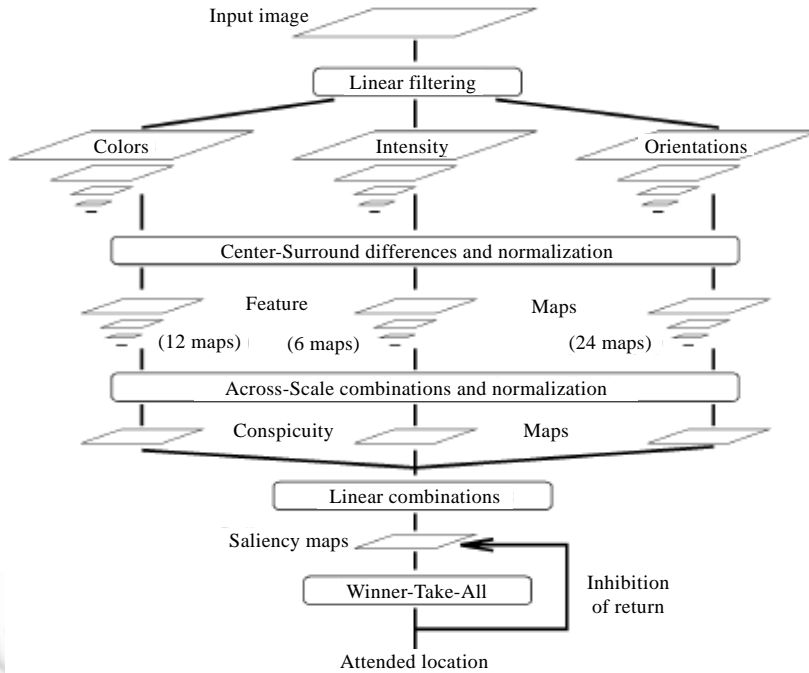 Input image
Linear filtering
Colors
Intensity
Orientations
Center-Surround differences and normalization
Feature
Maps
(12 maps)
(6 maps)
(24 maps)
Across-Scale combinations and normalization
Conspicuity
Maps
Linear combinations
Saliency maps
Winner-Take-All
Inhibition
of return
Attended location